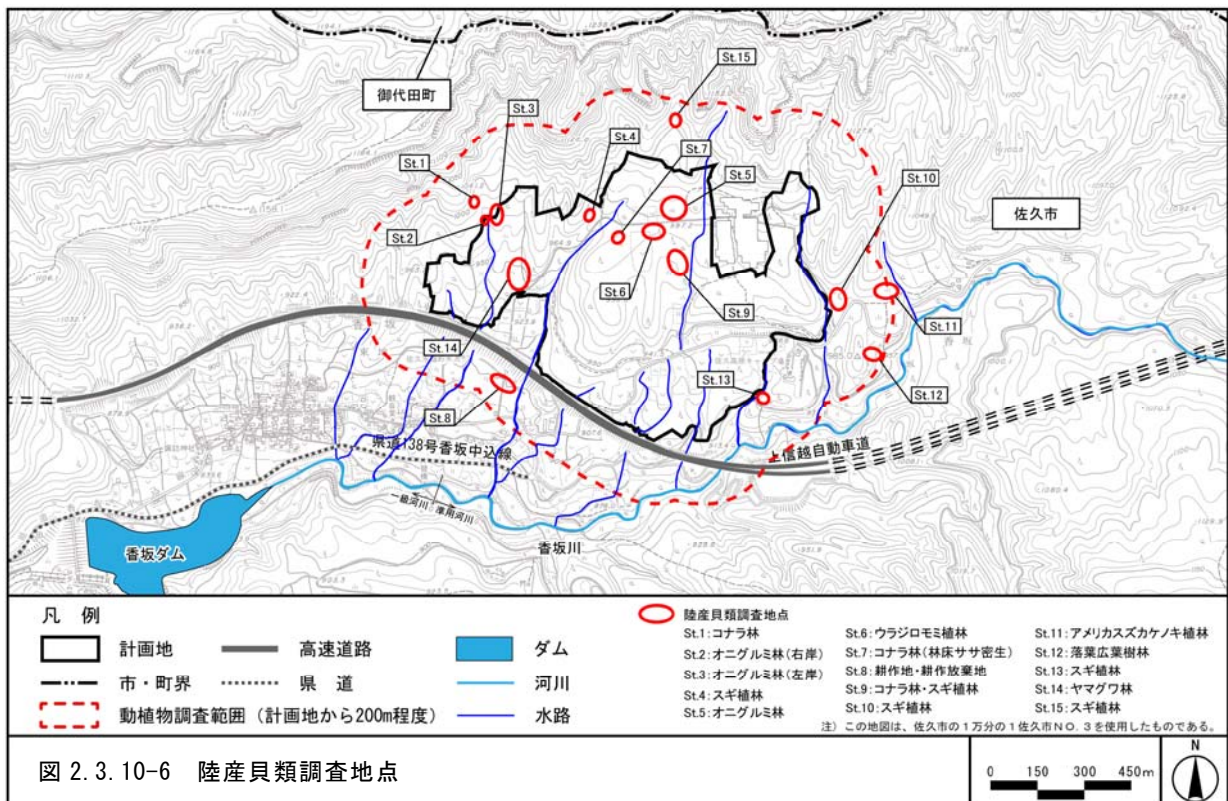 御代田町
St.15
St.3
St.4
St.7
St.1
St.5
St.10
佐久市
St.2
St.6
St.9
St.11
St.14
St.13
St.12
St.8
香坂
県道138号香坂中込線
上信越自動車道
一級河川
準用河川
香坂川
香坂ダム
凡 例
計画地
高速道路
ダム
市・町界
県 道
河川
動植物調査範囲(計画地から200m程度)
水路
陸産貝類調査地点
St.1:コナラ林
St.2:オニグルミ林(右岸)
St.3:オニグルミ林(左岸)
St.4:スギ植林
St.5:オニグルミ林
St.6:ウラジロモミ植林
St.7:コナラ林(林床ササ密生)
St.8:耕作地・耕作放棄地
St.9:コナラ林・スギ植林
St.10:スギ植林
St.11:アメリカスズカケノキ植林
St.12:落葉広葉樹林
St.13:スギ植林
St.14:ヤマグワ林
St.15:スギ植林
注)この地図は、佐久市の1万分の1佐久市NO.3を使用したものである。
図 2.3.10-6 陸産貝類調査地点
0 150 300 450m
N